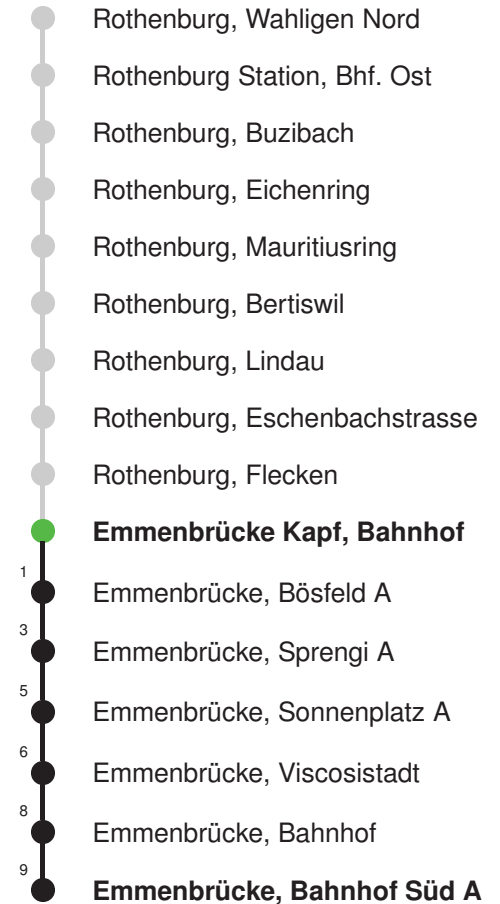 Rothenburg, Wahligen Nord
Rothenburg Station, Bhf. Ost
Rothenburg, Buzibach
Rothenburg, Eichenring
Rothenburg, Mauritiusring
Rothenburg, Bertiswil
Rothenburg, Lindau
Rothenburg, Eschenbachstrasse
Rothenburg, Flecken
Emmenbrücke Kapf, Bahnhof
1 Emmenbrücke, Bösfeld A
3 Emmenbrücke, Sprengi A
5 Emmenbrücke, Sonnenplatz A
6 Emmenbrücke, Viscosistadt
8 Emmenbrücke, Bahnhof
9 Emmenbrücke, Bahnhof Süd A